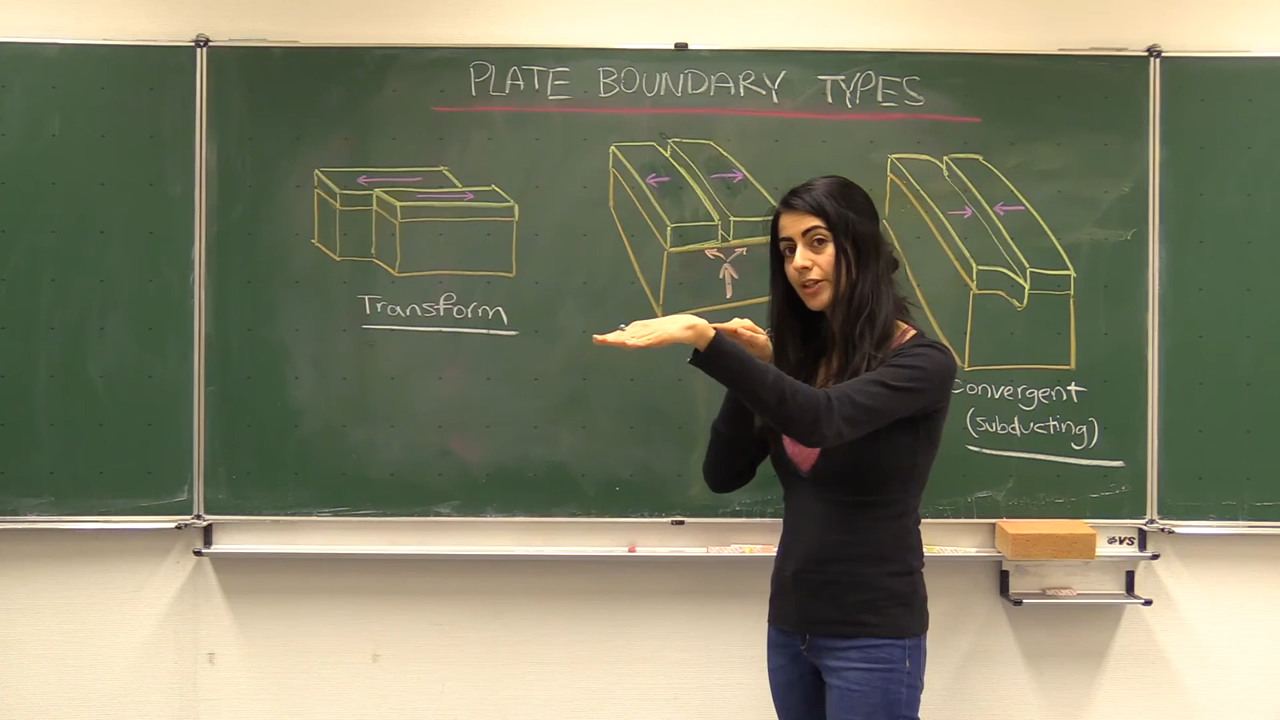 PLATE BOUNDARY TYPES
Transform
Convergent
(subducting)
VS